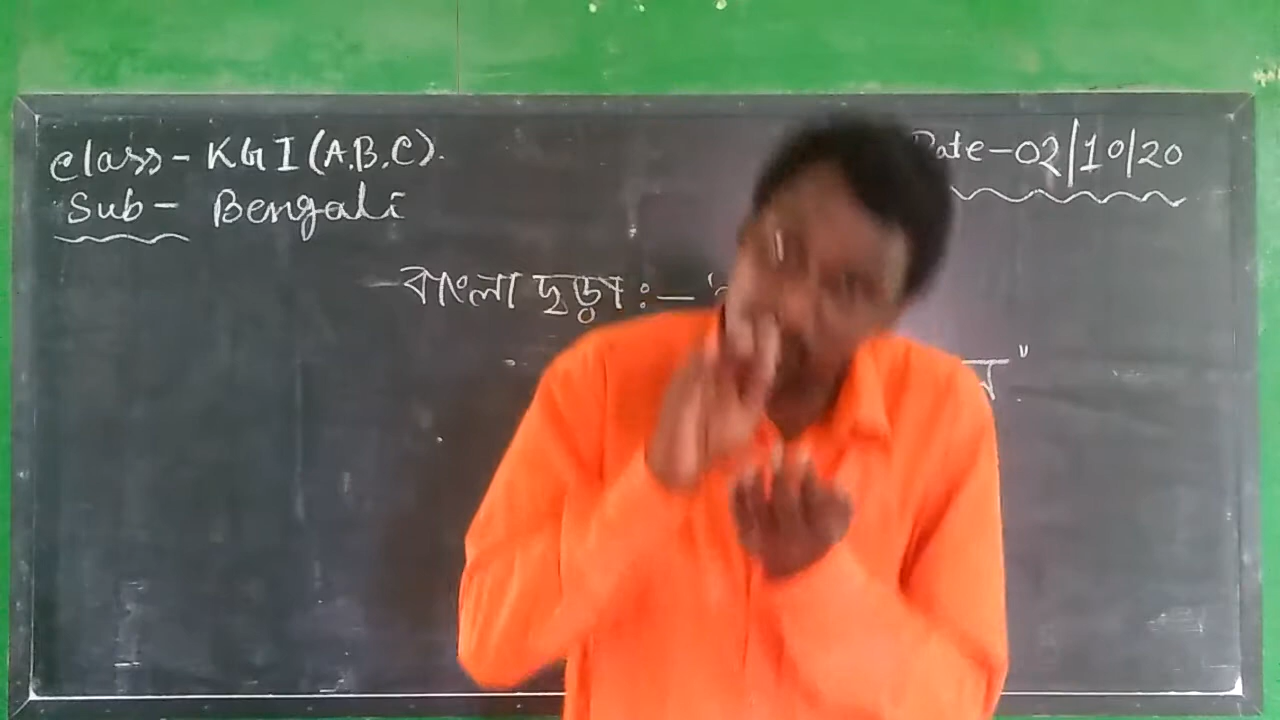 Class - KG I (A,B,C).
Date - 02/10/20
Sub - Bengali
বাংলা ছড়া :-